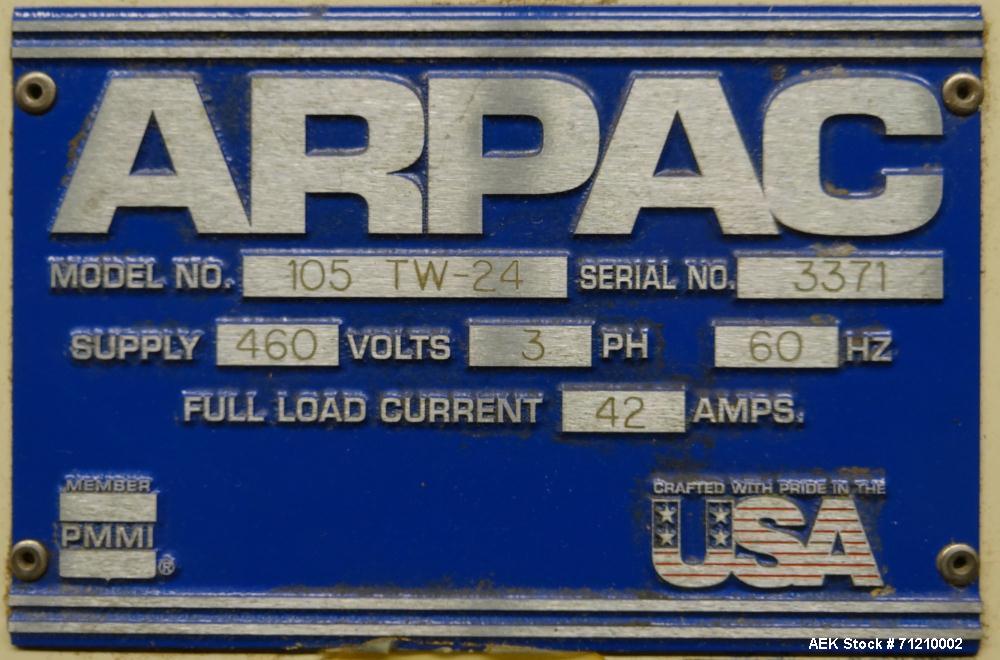 ARPAC
MODEL NO. 105 TW-24 SERIAL NO. 3371
SUPPLY 460 VOLTS 3 PH 60 HZ
FULL LOAD CURRENT 42 AMPS.
MEMBER
PMMI ®
CRAFTED WITH PRIDE IN THE
USA
AEK Stock # 71210002